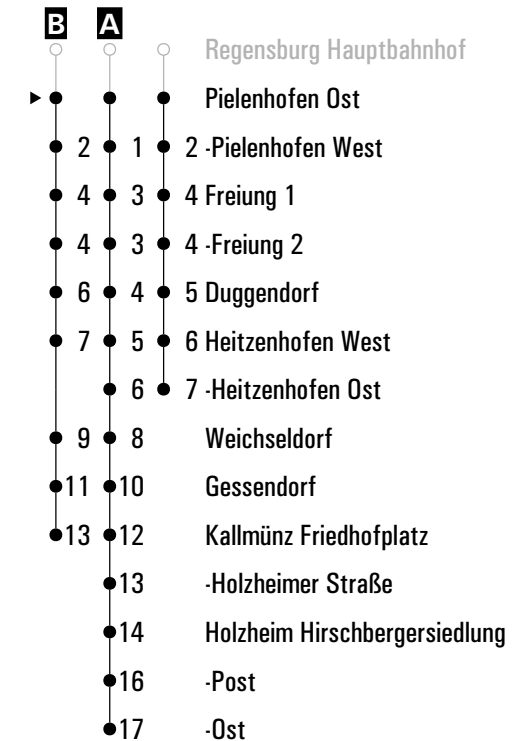 B A
Regensburg Hauptbahnhof
Pielenhofen Ost
2 1 2 -Pielenhofen West
4 3 4 Freiung 1
4 3 4 -Freiung 2
6 4 5 Duggendorf
7 5 6 Heitzenhofen West
6 7 -Heitzenhofen Ost
9 8 Weichseldorf
11 10 Gessendorf
13 12 Kallmünz Friedhofplatz
13 -Holzheimer Straße
14 Holzheim Hirschbergersiedlung
16 -Post
17 -Ost